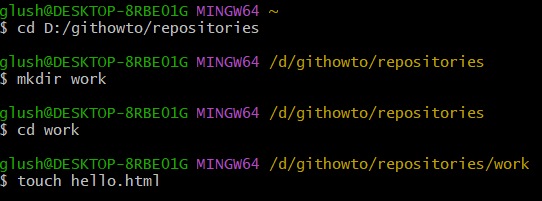 glush@DESKTOP-8RBE01G MINGW64 ~
$ cd D:/githowto/repositories
glush@DESKTOP-8RBE01G MINGW64 /d/githowto/repositories
$ mkdir work
glush@DESKTOP-8RBE01G MINGW64 /d/githowto/repositories
$ cd work
glush@DESKTOP-8RBE01G MINGW64 /d/githowto/repositories/work
$ touch hello.html